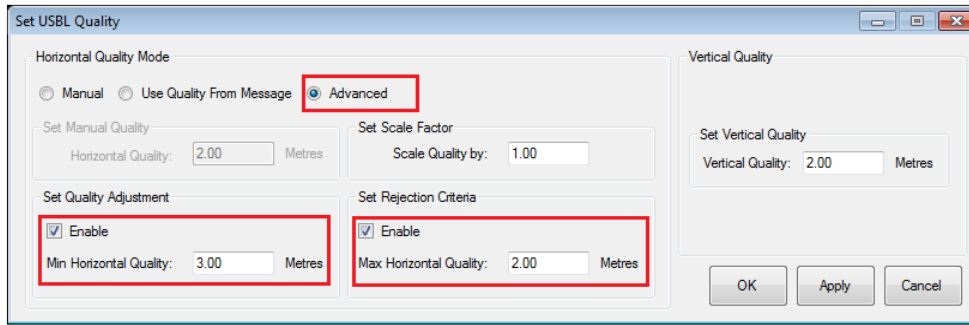 Set USBL Quality
Horizontal Quality Mode
Manual Use Quality From Message Advanced
Set Manual Quality
Horizontal Quality: 2.00 Metres
Set Scale Factor
Scale Quality by: 1.00
Set Quality Adjustment
Enable
Min Horizontal Quality: 3.00 Metres
Set Rejection Criteria
Enable
Max Horizontal Quality: 2.00 Metres
Vertical Quality
Set Vertical Quality
Vertical Quality: 2.00 Metres
OK Apply Cancel